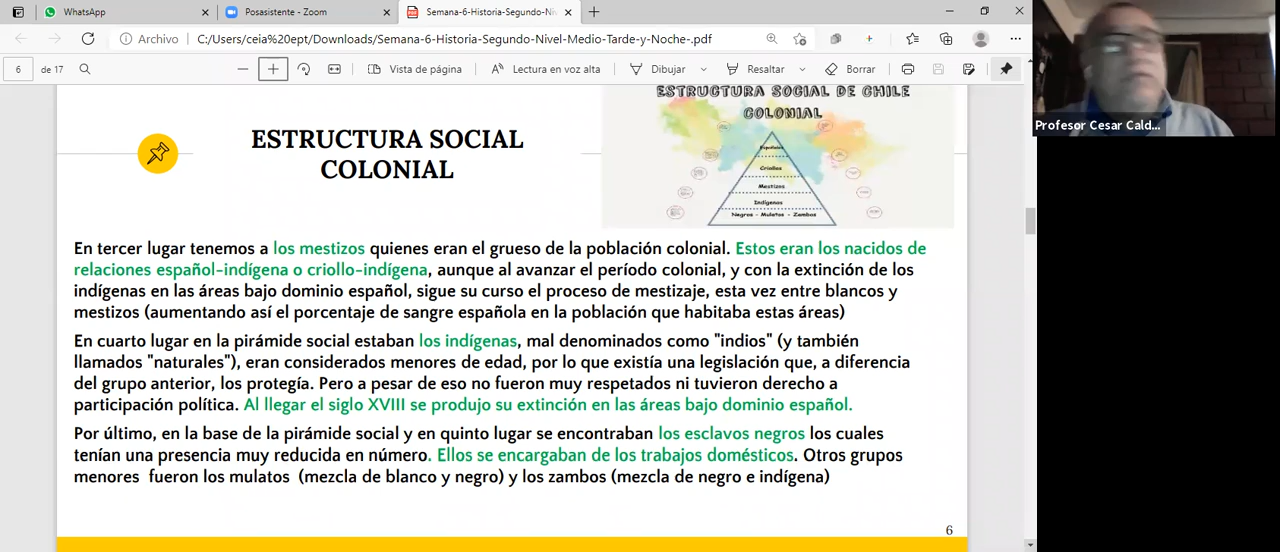 WhatsApp
Posasistente - Zoom
Semana-6-Historia-Segundo-Ni
Archivo C:/Users/ceia%20ept/Downloads/Semana-6-Historia-Segundo-Nivel-Medio-Tarde-y-Noche-.pdf
6 de 17 Vista de página Lectura en voz alta Dibujar Resaltar Borrar
Profesor Cesar Cald...
ESTRUCTURA SOCIAL DE CHILE
COLONIAL
ESTRUCTURA SOCIAL
COLONIAL
Españoles
Criollos
Mestizos
Indígenas
Negros - Mulatos - Zambos
En tercer lugar tenemos a los mestizos quienes eran el grueso de la población colonial. Estos eran los nacidos de
relaciones español-indígena o criollo-indígena, aunque al avanzar el período colonial, y con la extinción de los
indígenas en las áreas bajo dominio español, sigue su curso el proceso de mestizaje, esta vez entre blancos y
mestizos (aumentando así el porcentaje de sangre española en la población que habitaba estas áreas)
En cuarto lugar en la pirámide social estaban los indígenas, mal denominados como "indios" (y también
llamados "naturales"), eran considerados menores de edad, por lo que existía una legislación que, a diferencia
del grupo anterior, los protegía. Pero a pesar de eso no fueron muy respetados ni tuvieron derecho a
participación política. Al llegar el siglo XVIII se produjo su extinción en las áreas bajo dominio español.
Por último, en la base de la pirámide social y en quinto lugar se encontraban los esclavos negros los cuales
tenían una presencia muy reducida en número. Ellos se encargaban de los trabajos domésticos. Otros grupos
menores fueron los mulatos (mezcla de blanco y negro) y los zambos (mezcla de negro e indígena)
6